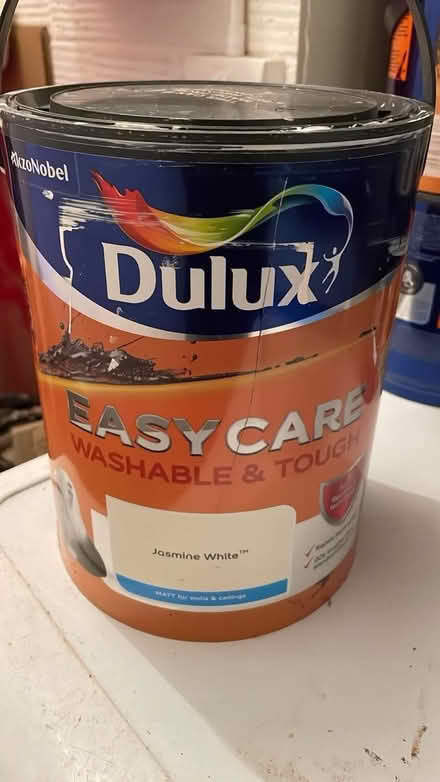 AkzoNobel
Dulux
EASYCARE
WASHABLE & TOUGH
Jasmine White™
MATT for walls & ceilings